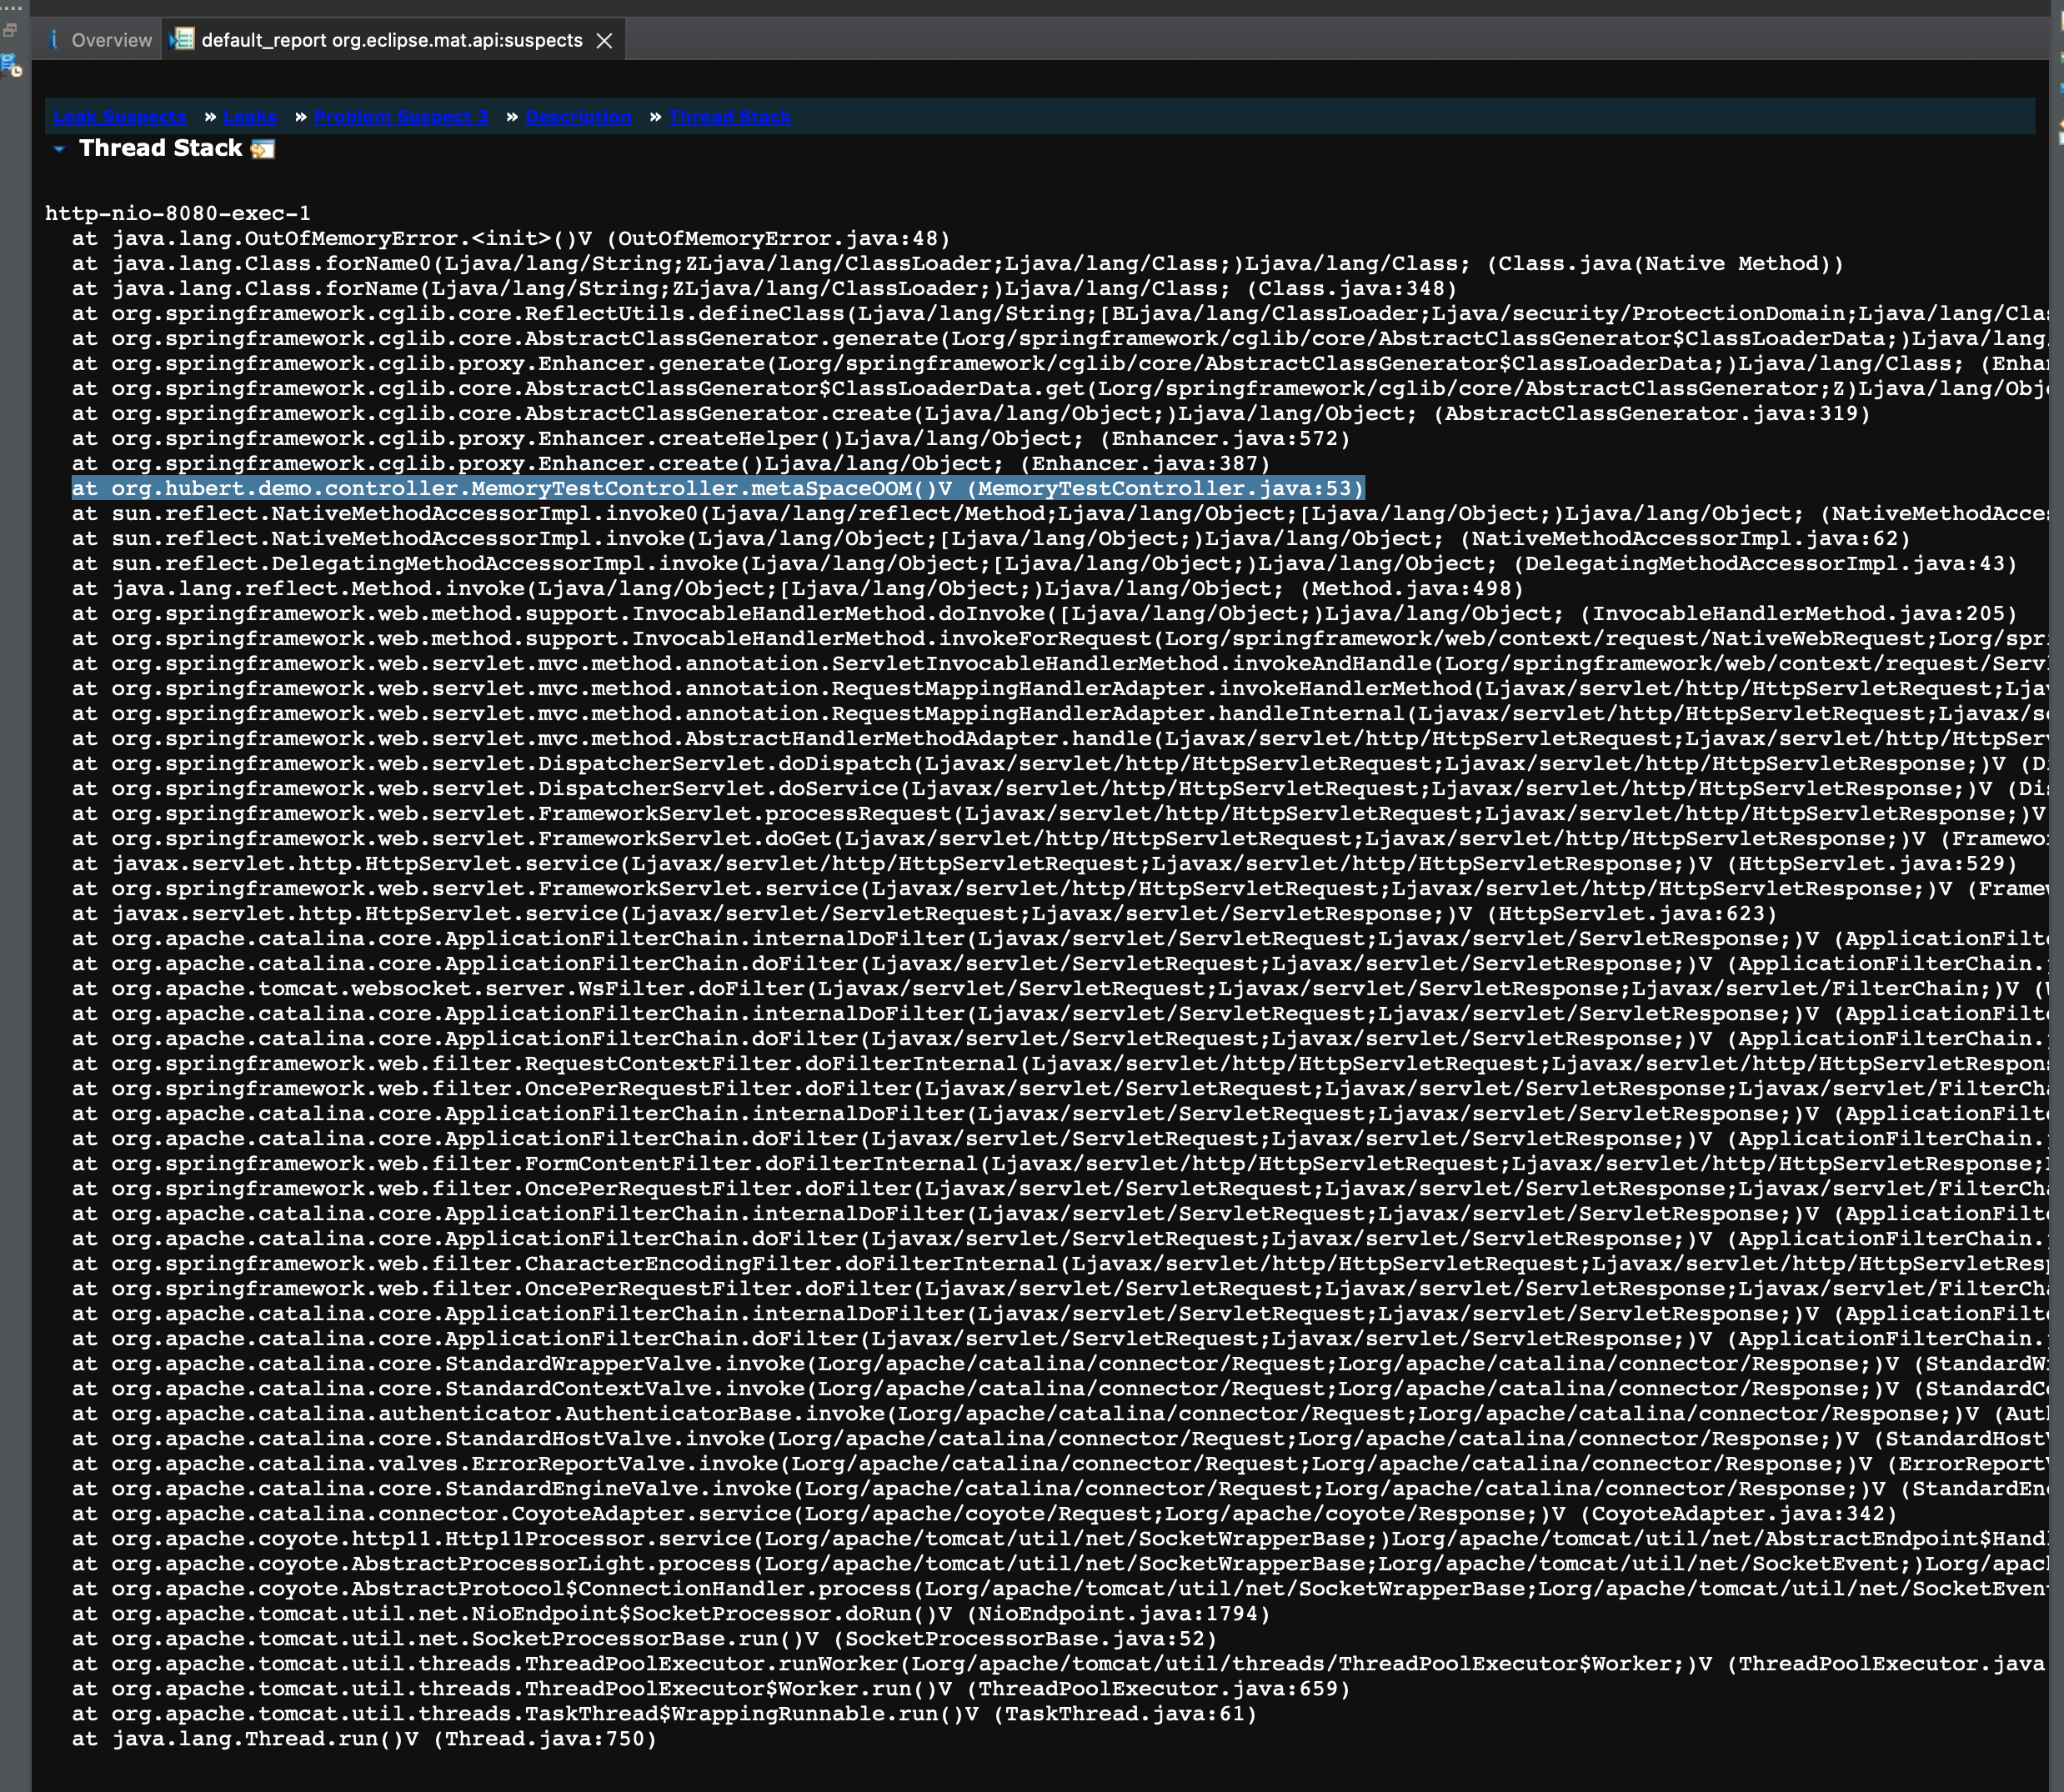 Overview
default_report org.eclipse.mat.api:suspects
Leak Suspects » Leaks » Problem Suspect 3 » Description » Thread Stack
Thread Stack
http-nio-8080-exec-1
at java.lang.OutOfMemoryError.<init>()V (OutOfMemoryError.java:48)
at java.lang.Class.forName0(Ljava/lang/String;ZLjava/lang/ClassLoader;Ljava/lang/Class;)Ljava/lang/Class; (Class.java(Native Method))
at java.lang.Class.forName(Ljava/lang/String;ZLjava/lang/ClassLoader;)Ljava/lang/Class; (Class.java:348)
at org.springframework.cglib.core.ReflectUtils.defineClass(Ljava/lang/String;[BLjava/lang/ClassLoader;Ljava/security/ProtectionDomain;Ljava/lang/Clas
at org.springframework.cglib.core.AbstractClassGenerator.generate(Lorg/springframework/cglib/core/AbstractClassGenerator$ClassLoaderData;)Ljava/lang
at org.springframework.cglib.proxy.Enhancer.generate(Lorg/springframework/cglib/core/AbstractClassGenerator$ClassLoaderData;)Ljava/lang/Class; (Enha
at org.springframework.cglib.core.AbstractClassGenerator$ClassLoaderData.get(Lorg/springframework/cglib/core/AbstractClassGenerator;Z)Ljava/lang/Obj
at org.springframework.cglib.core.AbstractClassGenerator.create(Ljava/lang/Object;)Ljava/lang/Object; (AbstractClassGenerator.java:319)
at org.springframework.cglib.proxy.Enhancer.createHelper()Ljava/lang/Object; (Enhancer.java:572)
at org.springframework.cglib.proxy.Enhancer.create()Ljava/lang/Object; (Enhancer.java:387)
at org.hubert.demo.controller.MemoryTestController.metaSpaceOOM()V (MemoryTestController.java:53)
at sun.reflect.NativeMethodAccessorImpl.invoke0(Ljava/lang/reflect/Method;Ljava/lang/Object;[Ljava/lang/Object;)Ljava/lang/Object; (NativeMethodAcce
at sun.reflect.NativeMethodAccessorImpl.invoke(Ljava/lang/Object;[Ljava/lang/Object;)Ljava/lang/Object; (NativeMethodAccessorImpl.java:62)
at sun.reflect.DelegatingMethodAccessorImpl.invoke(Ljava/lang/Object;[Ljava/lang/Object;)Ljava/lang/Object; (DelegatingMethodAccessorImpl.java:43)
at java.lang.reflect.Method.invoke(Ljava/lang/Object;[Ljava/lang/Object;)Ljava/lang/Object; (Method.java:498)
at org.springframework.web.method.support.InvocableHandlerMethod.doInvoke([Ljava/lang/Object;)Ljava/lang/Object; (InvocableHandlerMethod.java:205)
at org.springframework.web.method.support.InvocableHandlerMethod.invokeForRequest(Lorg/springframework/web/context/request/NativeWebRequest;Lorg/spr
at org.springframework.web.servlet.mvc.method.annotation.ServletInvocableHandlerMethod.invokeAndHandle(Lorg/springframework/web/context/request/Serv
at org.springframework.web.servlet.mvc.method.annotation.RequestMappingHandlerAdapter.invokeHandlerMethod(Ljavax/servlet/http/HttpServletRequest;Lja
at org.springframework.web.servlet.mvc.method.annotation.RequestMappingHandlerAdapter.handleInternal(Ljavax/servlet/http/HttpServletRequest;Ljavax/s
at org.springframework.web.servlet.mvc.method.AbstractHandlerMethodAdapter.handle(Ljavax/servlet/http/HttpServletRequest;Ljavax/servlet/http/HttpSer
at org.springframework.web.servlet.DispatcherServlet.doDispatch(Ljavax/servlet/http/HttpServletRequest;Ljavax/servlet/http/HttpServletResponse;)V (D
at org.springframework.web.servlet.DispatcherServlet.doService(Ljavax/servlet/http/HttpServletRequest;Ljavax/servlet/http/HttpServletResponse;)V (Di
at org.springframework.web.servlet.FrameworkServlet.processRequest(Ljavax/servlet/http/HttpServletRequest;Ljavax/servlet/http/HttpServletResponse;)V
at org.springframework.web.servlet.FrameworkServlet.doGet(Ljavax/servlet/http/HttpServletRequest;Ljavax/servlet/http/HttpServletResponse;)V (Framewo
at javax.servlet.http.HttpServlet.service(Ljavax/servlet/http/HttpServletRequest;Ljavax/servlet/http/HttpServletResponse;)V (HttpServlet.java:529)
at org.springframework.web.servlet.FrameworkServlet.service(Ljavax/servlet/http/HttpServletRequest;Ljavax/servlet/http/HttpServletResponse;)V (Frame
at javax.servlet.http.HttpServlet.service(Ljavax/servlet/ServletRequest;Ljavax/servlet/ServletResponse;)V (HttpServlet.java:623)
at org.apache.catalina.core.ApplicationFilterChain.internalDoFilter(Ljavax/servlet/ServletRequest;Ljavax/servlet/ServletResponse;)V (ApplicationFilt
at org.apache.catalina.core.ApplicationFilterChain.doFilter(Ljavax/servlet/ServletRequest;Ljavax/servlet/ServletResponse;)V (ApplicationFilterChain.
at org.apache.tomcat.websocket.server.WsFilter.doFilter(Ljavax/servlet/ServletRequest;Ljavax/servlet/ServletResponse;Ljavax/servlet/FilterChain;)V (
at org.apache.catalina.core.ApplicationFilterChain.internalDoFilter(Ljavax/servlet/ServletRequest;Ljavax/servlet/ServletResponse;)V (ApplicationFilt
at org.apache.catalina.core.ApplicationFilterChain.doFilter(Ljavax/servlet/ServletRequest;Ljavax/servlet/ServletResponse;)V (ApplicationFilterChain.
at org.springframework.web.filter.RequestContextFilter.doFilterInternal(Ljavax/servlet/http/HttpServletRequest;Ljavax/servlet/http/HttpServletRespon
at org.springframework.web.filter.OncePerRequestFilter.doFilter(Ljavax/servlet/ServletRequest;Ljavax/servlet/ServletResponse;Ljavax/servlet/FilterCh
at org.apache.catalina.core.ApplicationFilterChain.internalDoFilter(Ljavax/servlet/ServletRequest;Ljavax/servlet/ServletResponse;)V (ApplicationFilt
at org.apache.catalina.core.ApplicationFilterChain.doFilter(Ljavax/servlet/ServletRequest;Ljavax/servlet/ServletResponse;)V (ApplicationFilterChain.
at org.springframework.web.filter.FormContentFilter.doFilterInternal(Ljavax/servlet/http/HttpServletRequest;Ljavax/servlet/http/HttpServletResponse;
at org.springframework.web.filter.OncePerRequestFilter.doFilter(Ljavax/servlet/ServletRequest;Ljavax/servlet/ServletResponse;Ljavax/servlet/FilterCh
at org.apache.catalina.core.ApplicationFilterChain.internalDoFilter(Ljavax/servlet/ServletRequest;Ljavax/servlet/ServletResponse;)V (ApplicationFilt
at org.apache.catalina.core.ApplicationFilterChain.doFilter(Ljavax/servlet/ServletRequest;Ljavax/servlet/ServletResponse;)V (ApplicationFilterChain.
at org.springframework.web.filter.CharacterEncodingFilter.doFilterInternal(Ljavax/servlet/http/HttpServletRequest;Ljavax/servlet/http/HttpServletRes
at org.springframework.web.filter.OncePerRequestFilter.doFilter(Ljavax/servlet/ServletRequest;Ljavax/servlet/ServletResponse;Ljavax/servlet/FilterCh
at org.apache.catalina.core.ApplicationFilterChain.internalDoFilter(Ljavax/servlet/ServletRequest;Ljavax/servlet/ServletResponse;)V (ApplicationFilt
at org.apache.catalina.core.ApplicationFilterChain.doFilter(Ljavax/servlet/ServletRequest;Ljavax/servlet/ServletResponse;)V (ApplicationFilterChain.
at org.apache.catalina.core.StandardWrapperValve.invoke(Lorg/apache/catalina/connector/Request;Lorg/apache/catalina/connector/Response;)V (StandardW
at org.apache.catalina.core.StandardContextValve.invoke(Lorg/apache/catalina/connector/Request;Lorg/apache/catalina/connector/Response;)V (StandardC
at org.apache.catalina.authenticator.AuthenticatorBase.invoke(Lorg/apache/catalina/connector/Request;Lorg/apache/catalina/connector/Response;)V (Aut
at org.apache.catalina.core.StandardHostValve.invoke(Lorg/apache/catalina/connector/Request;Lorg/apache/catalina/connector/Response;)V (StandardHost
at org.apache.catalina.valves.ErrorReportValve.invoke(Lorg/apache/catalina/connector/Request;Lorg/apache/catalina/connector/Response;)V (ErrorReport
at org.apache.catalina.core.StandardEngineValve.invoke(Lorg/apache/catalina/connector/Request;Lorg/apache/catalina/connector/Response;)V (StandardEn
at org.apache.catalina.connector.CoyoteAdapter.service(Lorg/apache/coyote/Request;Lorg/apache/coyote/Response;)V (CoyoteAdapter.java:342)
at org.apache.coyote.http11.Http11Processor.service(Lorg/apache/tomcat/util/net/SocketWrapperBase;)Lorg/apache/tomcat/util/net/AbstractEndpoint$Handl
at org.apache.coyote.AbstractProcessorLight.process(Lorg/apache/tomcat/util/net/SocketWrapperBase;Lorg/apache/tomcat/util/net/SocketEvent;)Lorg/apac
at org.apache.coyote.AbstractProtocol$ConnectionHandler.process(Lorg/apache/tomcat/util/net/SocketWrapperBase;Lorg/apache/tomcat/util/net/SocketEven
at org.apache.tomcat.util.net.NioEndpoint$SocketProcessor.doRun()V (NioEndpoint.java:1794)
at org.apache.tomcat.util.net.SocketProcessorBase.run()V (SocketProcessorBase.java:52)
at org.apache.tomcat.util.threads.ThreadPoolExecutor.runWorker(Lorg/apache/tomcat/util/threads/ThreadPoolExecutor$Worker;)V (ThreadPoolExecutor.java
at org.apache.tomcat.util.threads.ThreadPoolExecutor$Worker.run()V (ThreadPoolExecutor.java:659)
at org.apache.tomcat.util.threads.TaskThread$WrappingRunnable.run()V (TaskThread.java:61)
at java.lang.Thread.run()V (Thread.java:750)